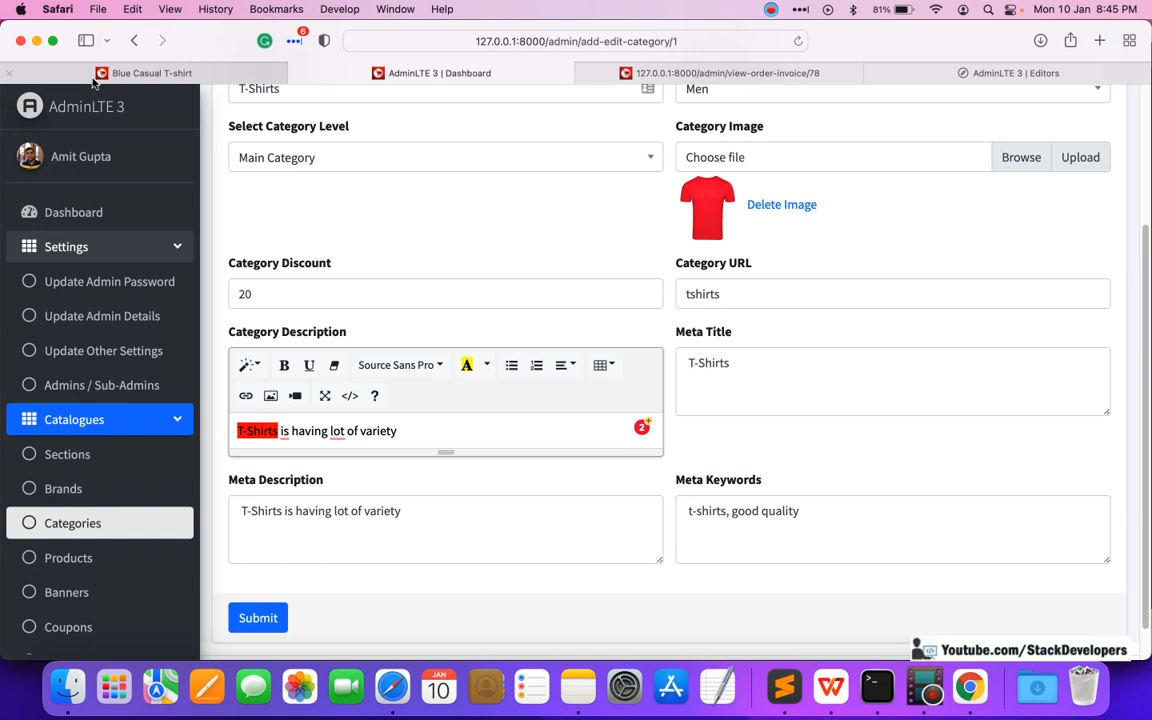 Safari File Edit View History Bookmarks Develop Window Help 81% Mon 10 Jan 8:45 PM
6
127.0.0.1:8000/admin/add-edit-category/1
Blue Casual T-shirt AdminLTE 3 | Dashboard 127.0.0.1:8000/admin/view-order-invoice/78 AdminLTE 3 | Editors
AdminLTE 3
Amit Gupta
Dashboard
Settings
Update Admin Password
Update Admin Details
Update Other Settings
Admins / Sub-Admins
Catalogues
Sections
Brands
Categories
Products
Banners
Coupons
T-Shirts Men
Select Category Level Category Image
Main Category Choose file Browse Upload
Delete Image
Category Discount Category URL
20 tshirts
Category Description Meta Title
B U Source Sans Pro A T-Shirts
</> ?
T-Shirts is having lot of variety 2
Meta Description Meta Keywords
T-Shirts is having lot of variety t-shirts, good quality
Submit
Youtube.com/StackDevelopers
JAN
10